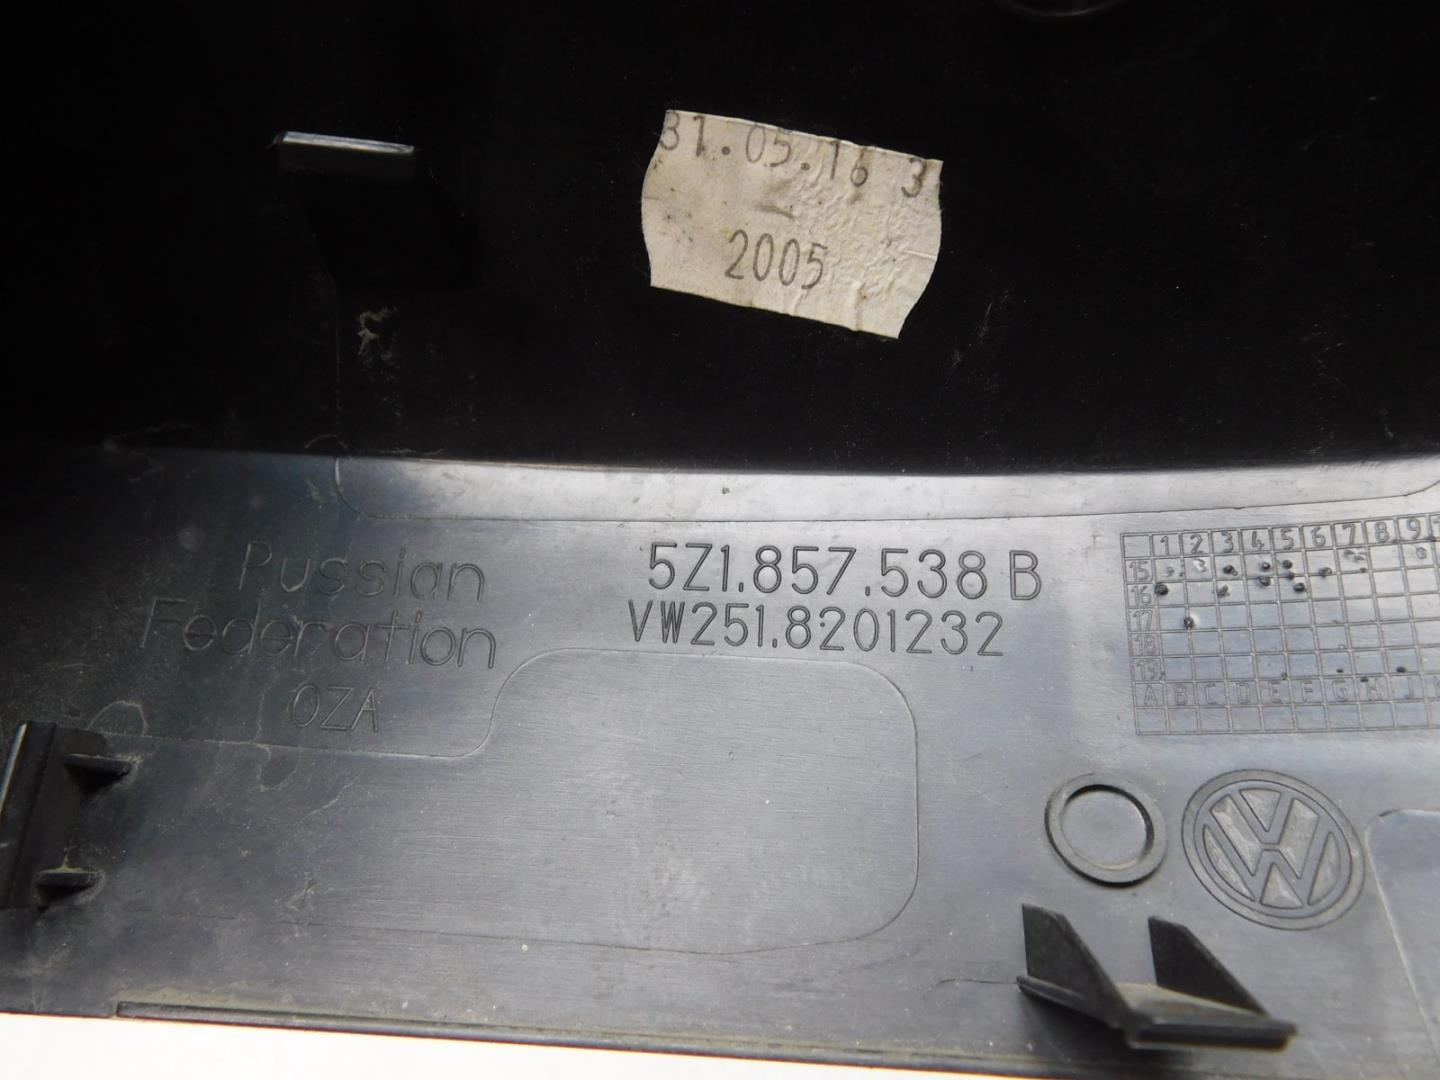 31.05.16 3
2005
Russian
Federation
OZA
5Z1.857.538 B
VW251.8201232
1 2 3 4 5 6 7 8 9
15
16
17
18
19
A B C D E F G H J
VW